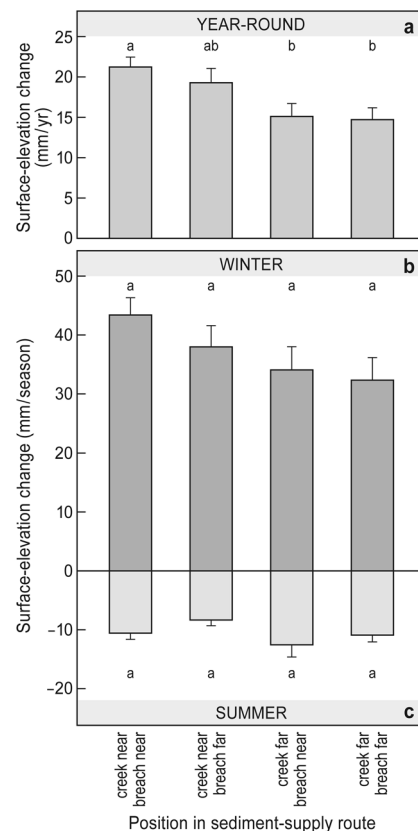 YEAR-ROUND a
a ab b b
25
20
15
10
5
0
Surface-elevation change
(mm/yr)
WINTER b
a a a a
50
40
30
20
10
0
−10
−20
Surface-elevation change (mm/season)
a a a a
SUMMER c
creek near
breach near
creek near
breach far
creek far
breach near
creek far
breach far
Position in sediment-supply route